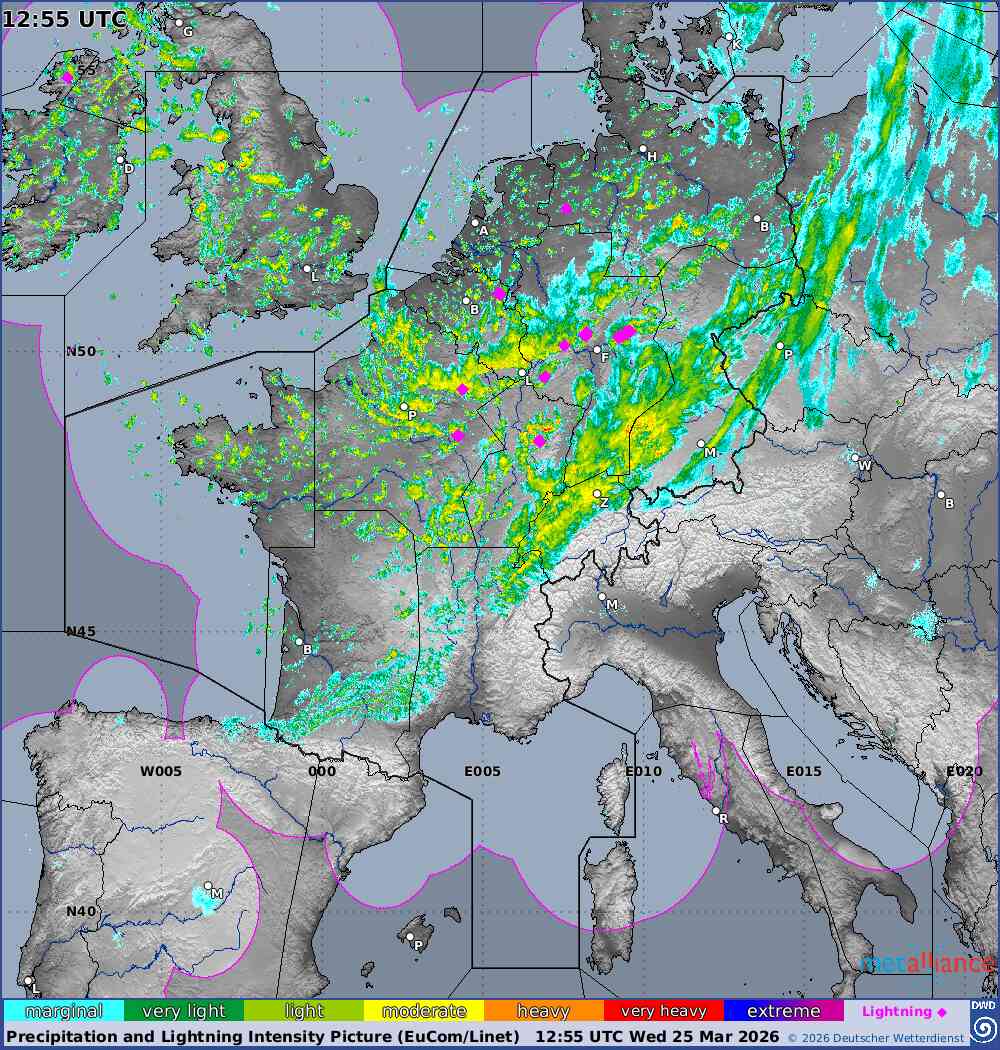 12:55 UTC
G
K
55
D
H
A
B
L
B
N50
F
P
L
P
M
W
Z
B
M
N45
B
W005
000
E005
E010
E015
E020
R
M
N40
P
L
metalliance
marginal very light light moderate heavy very heavy extreme Lightning
DWD
Precipitation and Lightning Intensity Picture (EuCom/Linet) 12:55 UTC Wed 25 Mar 2026 © 2026 Deutscher Wetterdienst